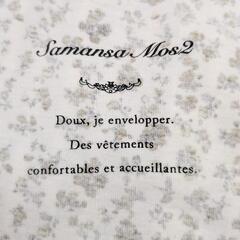 Samansa Mos2
Doux, je envelopper.
Des vêtements
confortables et accueillantes.